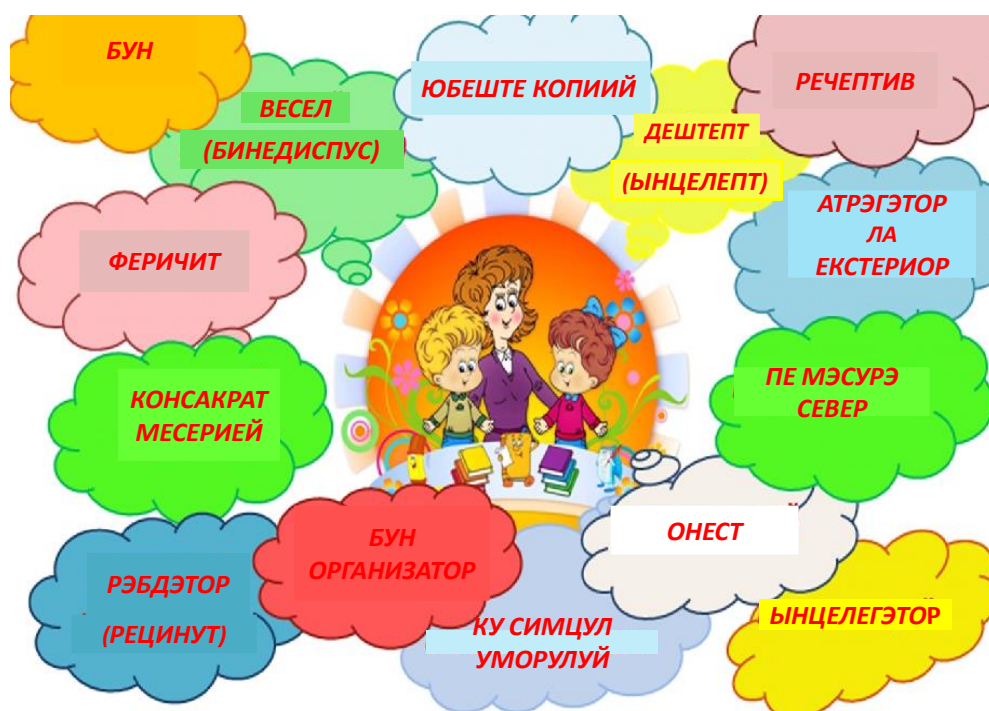 БУН
ВЕСЕЛ
(БИНЕДИСПУС)
ЮБЕШТЕ КОПИИЙ
ДЕШТЕПТ
(ЫНЦЕЛЕПТ)
РЕЧЕПТИВ
ФЕРИЧИТ
АТРЭГЭТОР
ЛА
ЕКСТЕРИОР
КОНСАКРАТ
МЕСЕРИЕЙ
ПЕ МЭСУРЭ
СЕВЕР
РЭБДЭТОР
(РЕЦИНУТ)
БУН
ОРГАНИЗАТОР
КУ СИМЦУЛ
УМОРУЛУЙ
ОНЕСТ
ЫНЦЕЛЕГЭТОР